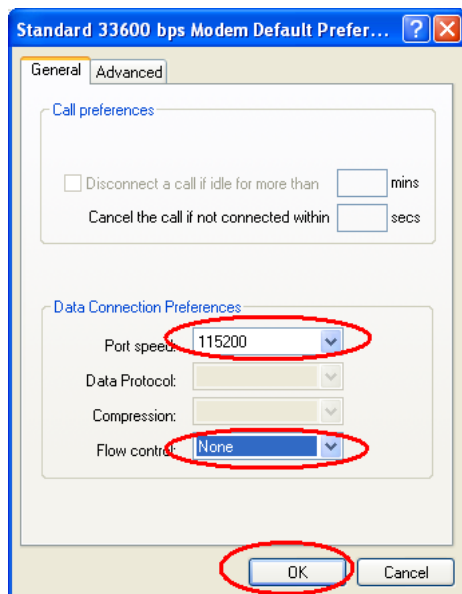 Standard 33600 bps Modem Default Prefer...
General Advanced
Call preferences
Disconnect a call if idle for more than mins
Cancel the call if not connected within secs
Data Connection Preferences
Port speed: 115200
Data Protocol:
Compression:
Flow control: None
OK Cancel